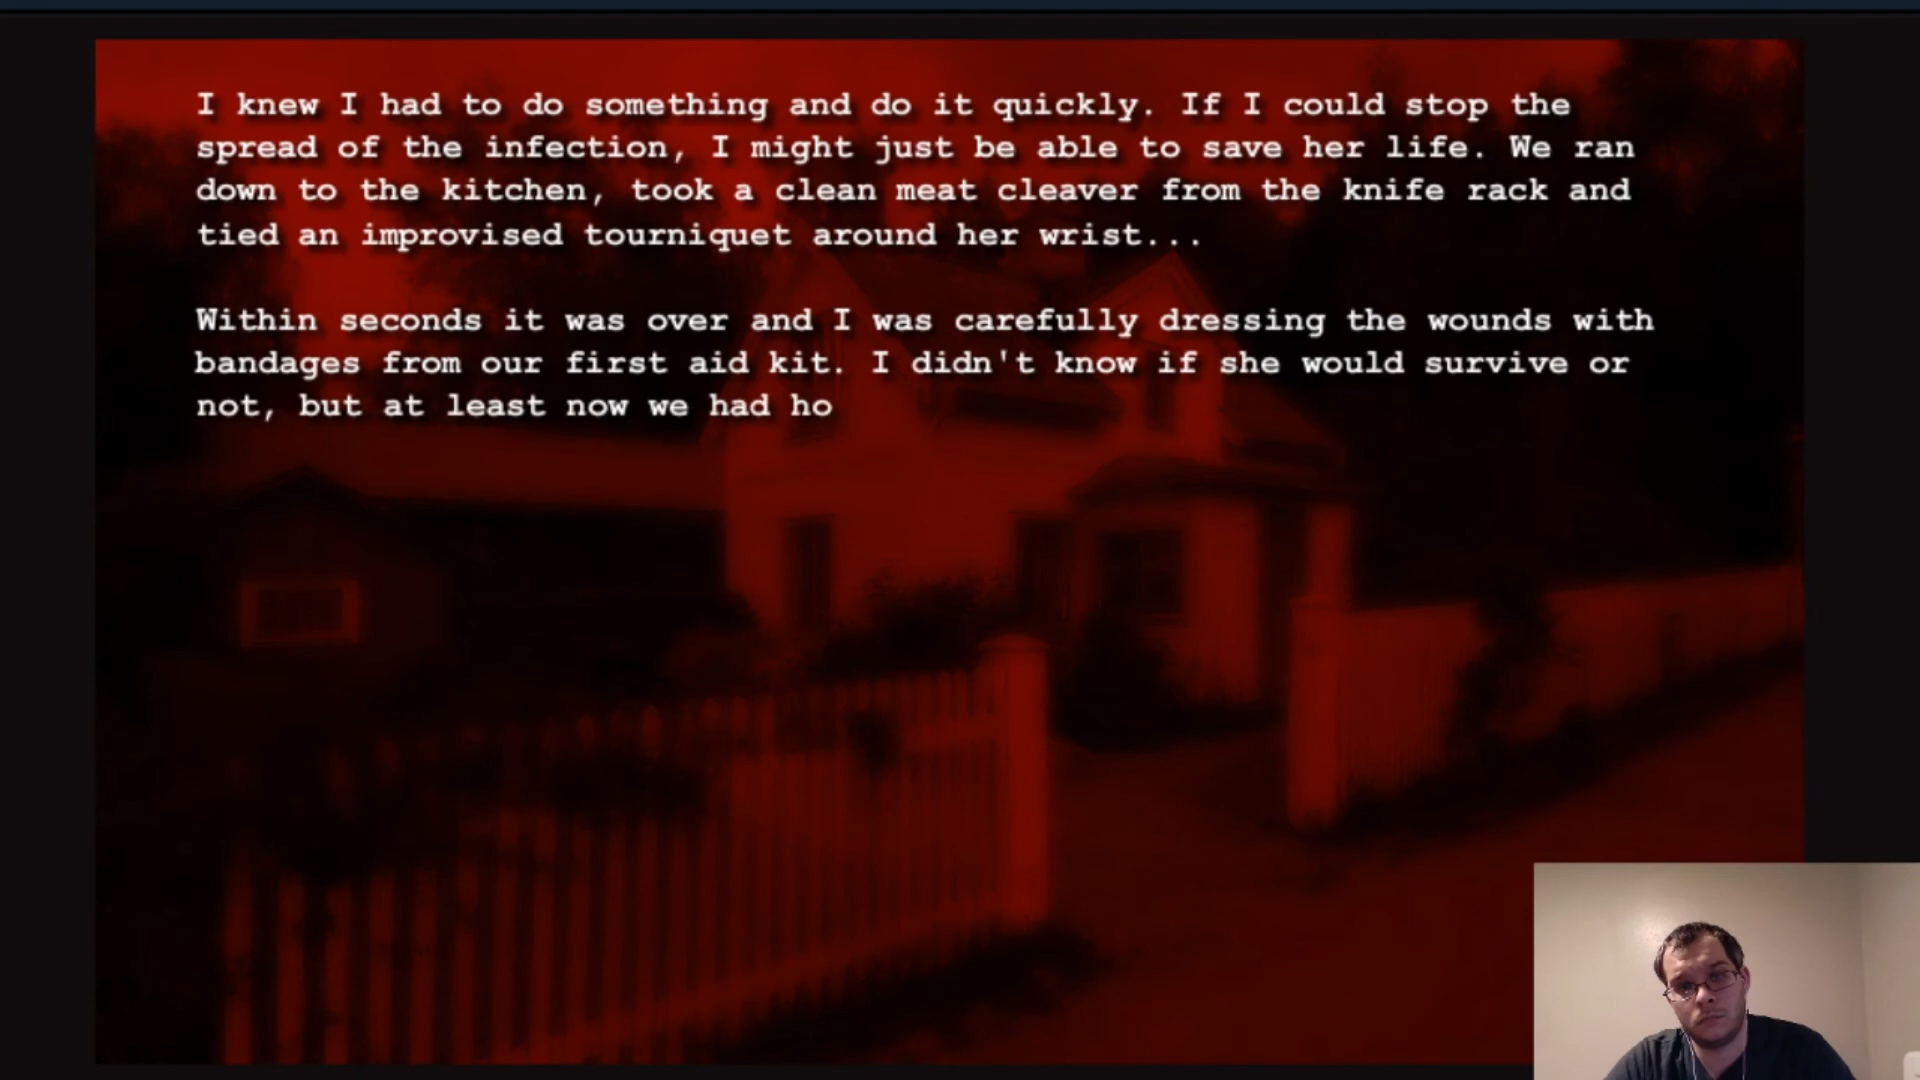 I knew I had to do something and do it quickly. If I could stop the
spread of the infection, I might just be able to save her life. We ran
down to the kitchen, took a clean meat cleaver from the knife rack and
tied an improvised tourniquet around her wrist...
Within seconds it was over and I was carefully dressing the wounds with
bandages from our first aid kit. I didn't know if she would survive or
not, but at least now we had ho